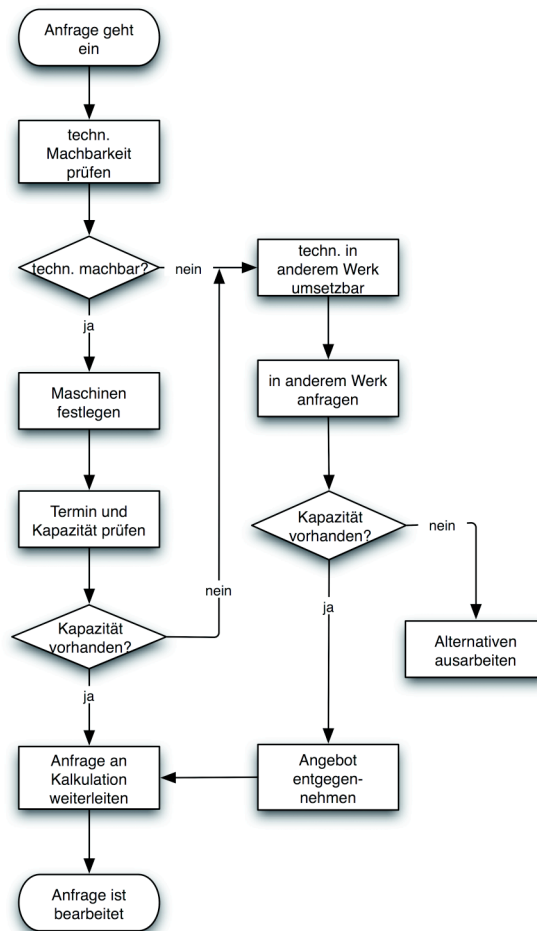 Anfrage geht
ein
techn.
Machbarkeit
prüfen
techn. machbar?
nein
ja
techn. in
anderem Werk
umsetzbar
Maschinen
festlegen
in anderem Werk
anfragen
Termin und
Kapazität prüfen
Kapazität
vorhanden?
nein
ja
nein
Kapazität
vorhanden?
ja
Alternativen
ausarbeiten
Anfrage an
Kalkulation
weiterleiten
Angebot
entgegen-
nehmen
Anfrage ist
bearbeitet